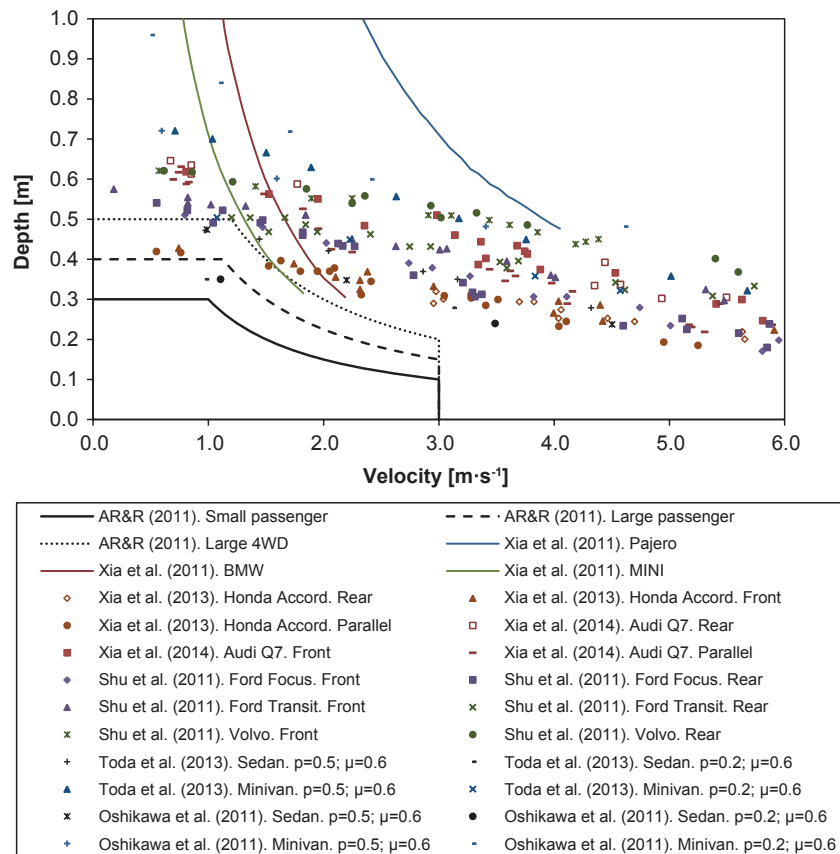 1.0
0.9
0.8
0.7
0.6
0.5
0.4
0.3
0.2
0.1
0.0
Depth [m]
0.0 1.0 2.0 3.0 4.0 5.0 6.0
Velocity [m·s⁻¹]
AR&R (2011). Small passenger
AR&R (2011). Large passenger
AR&R (2011). Large 4WD
Xia et al. (2011). Pajero
Xia et al. (2011). BMW
Xia et al. (2011). MINI
Xia et al. (2013). Honda Accord. Rear
Xia et al. (2013). Honda Accord. Front
Xia et al. (2013). Honda Accord. Parallel
Xia et al. (2014). Audi Q7. Rear
Xia et al. (2014). Audi Q7. Front
Xia et al. (2014). Audi Q7. Parallel
Shu et al. (2011). Ford Focus. Front
Shu et al. (2011). Ford Focus. Rear
Shu et al. (2011). Ford Transit. Front
Shu et al. (2011). Ford Transit. Rear
Shu et al. (2011). Volvo. Front
Shu et al. (2011). Volvo. Rear
Toda et al. (2013). Sedan. p=0.5; μ=0.6
Toda et al. (2013). Sedan. p=0.2; μ=0.6
Toda et al. (2013). Minivan. p=0.5; μ=0.6
Toda et al. (2013). Minivan. p=0.2; μ=0.6
Oshikawa et al. (2011). Sedan. p=0.5; μ=0.6
Oshikawa et al. (2011). Sedan. p=0.2; μ=0.6
Oshikawa et al. (2011). Minivan. p=0.5; μ=0.6
Oshikawa et al. (2011). Minivan. p=0.2; μ=0.6